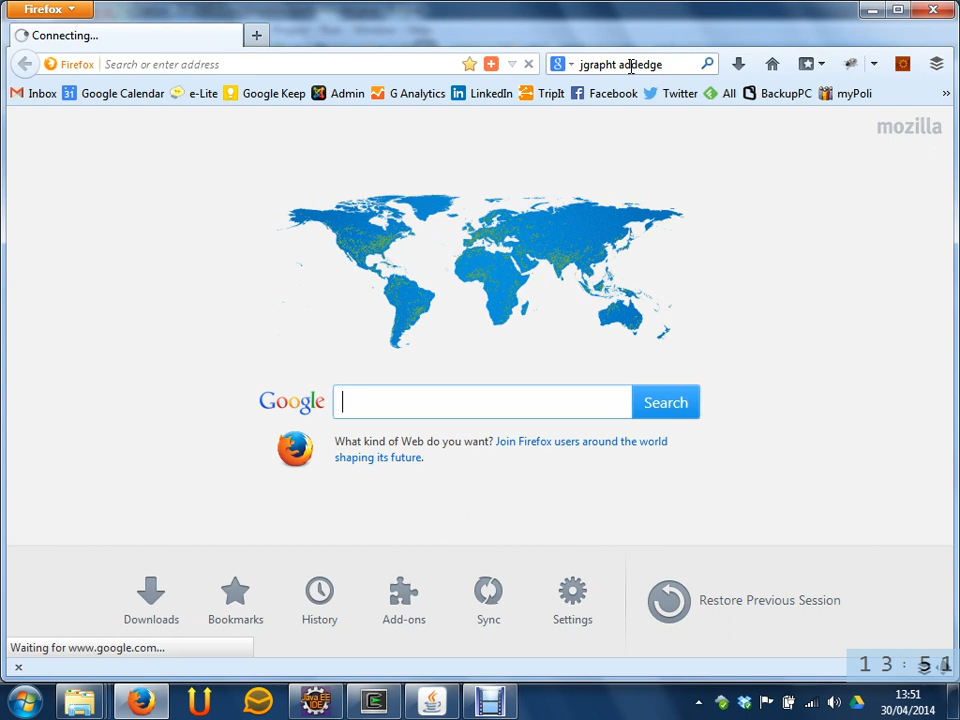 Firefox
Connecting...
Firefox
Search or enter address
jgrapht addedge
Inbox
Google Calendar
e-Lite
Google Keep
Admin
G Analytics
LinkedIn
TripIt
Facebook
Twitter
All
BackupPC
myPoli
mozilla
Google
Search
What kind of Web do you want? Join Firefox users around the world
shaping its future.
Downloads
Bookmarks
History
Add-ons
Sync
Settings
Restore Previous Session
Waiting for www.google.com...
13:51
Java EE
IDE
13:51
30/04/2014